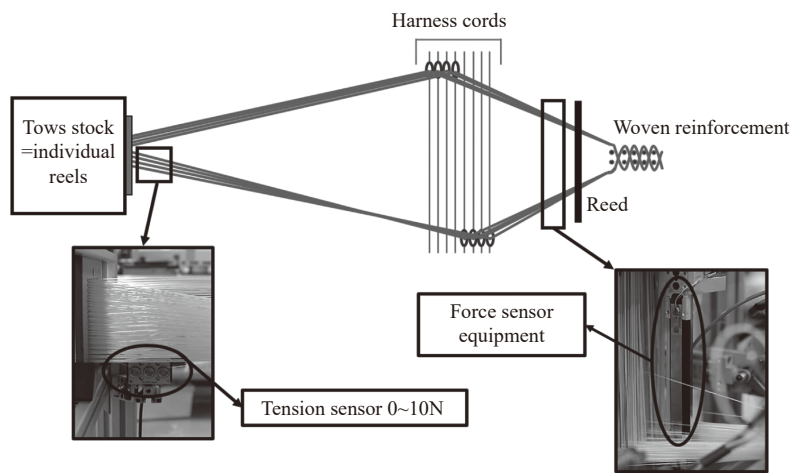 Harness cords
Tows stock
=individual
reels
Woven reinforcement
Reed
Force sensor
equipment
Tension sensor 0~10N